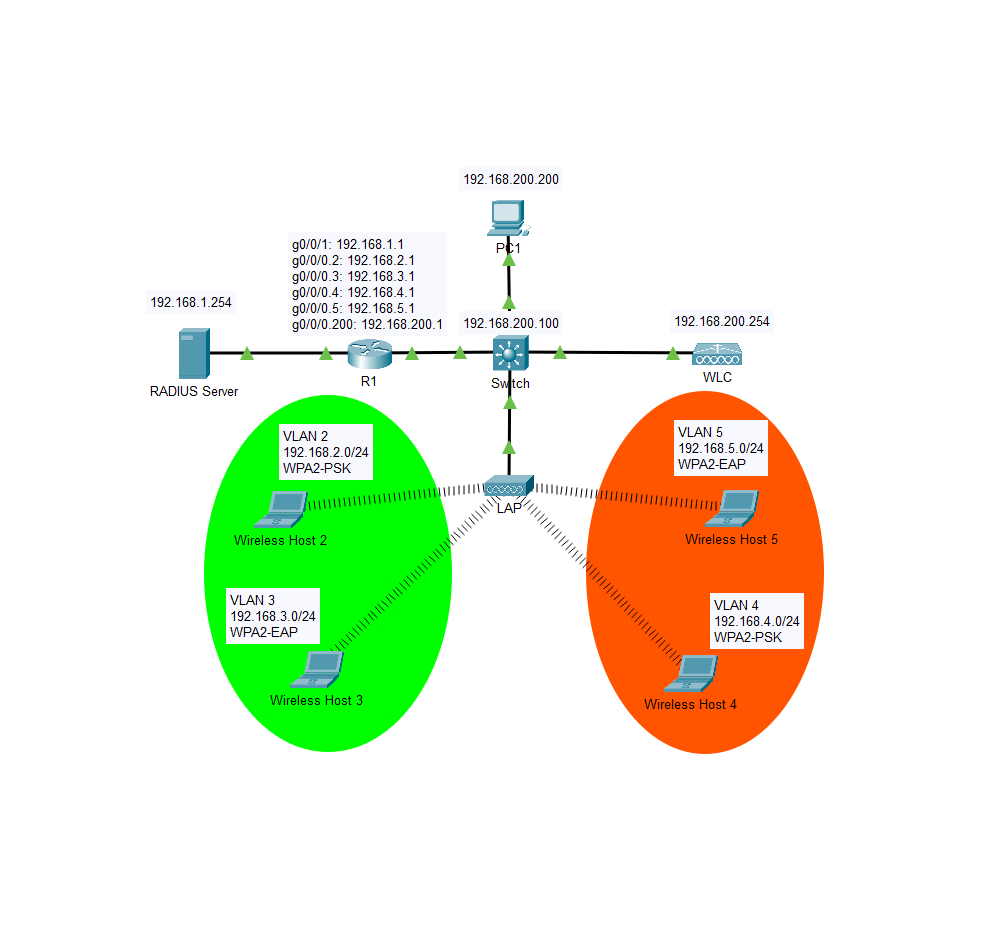 192.168.200.200
PC1
g0/0/1: 192.168.1.1
g0/0/0.2: 192.168.2.1
g0/0/0.3: 192.168.3.1
g0/0/0.4: 192.168.4.1
g0/0/0.5: 192.168.5.1
g0/0/0.200: 192.168.200.1
192.168.1.254
192.168.200.100
192.168.200.254
RADIUS Server
R1
Switch
WLC
VLAN 2
192.168.2.0/24
WPA2-PSK
VLAN 5
192.168.5.0/24
WPA2-EAP
LAP
Wireless Host 2
Wireless Host 5
VLAN 3
192.168.3.0/24
WPA2-EAP
VLAN 4
192.168.4.0/24
WPA2-PSK
Wireless Host 3
Wireless Host 4